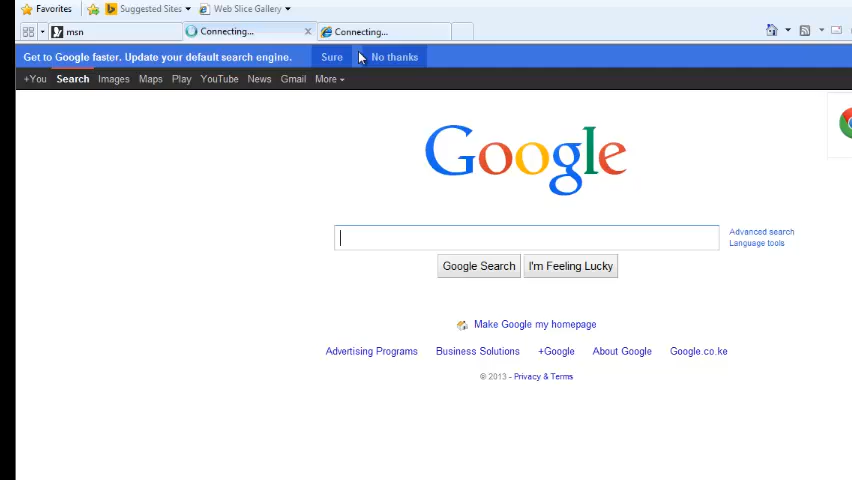 Favorites Suggested Sites Web Slice Gallery
msn Connecting... Connecting...
Get to Google faster. Update your default search engine. Sure No thanks
+You Search Images Maps Play YouTube News Gmail More
Google
Advanced search
Language tools
Google Search I'm Feeling Lucky
Make Google my homepage
Advertising Programs Business Solutions +Google About Google Google.co.ke
© 2013 - Privacy & Terms